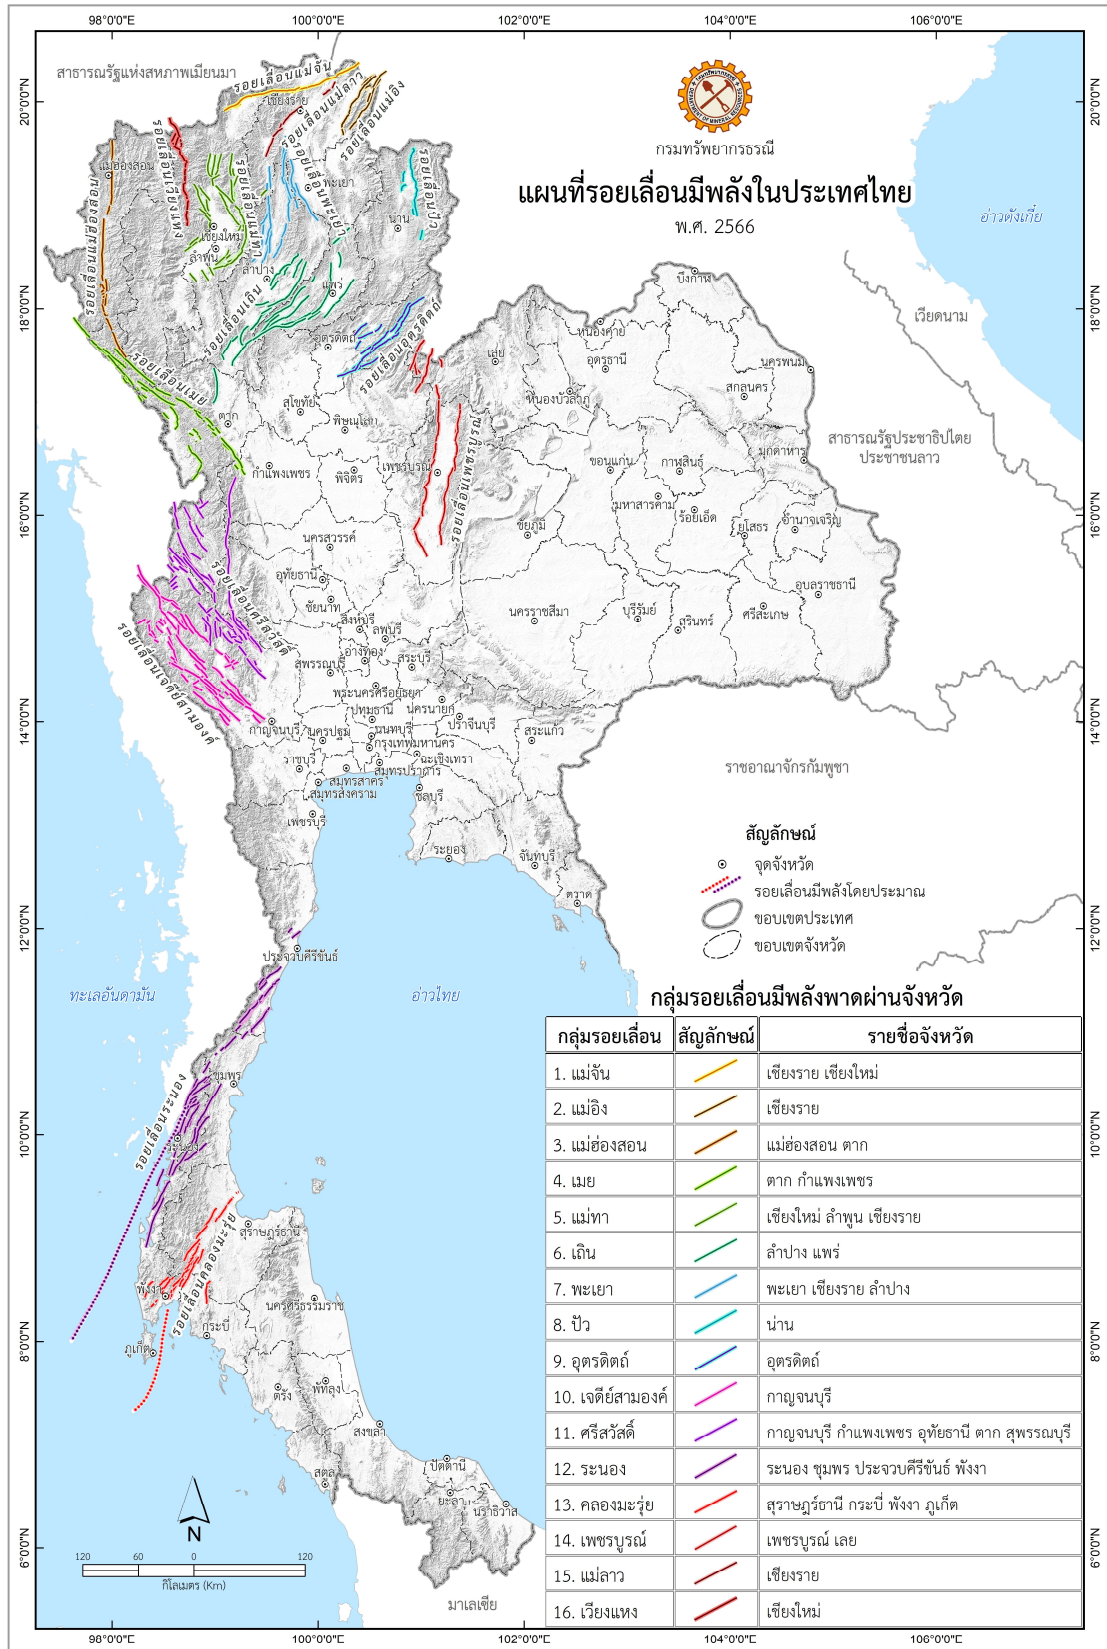 98°0'0"E 100°0'0"E 102°0'0"E 104°0'0"E 106°0'0"E
20°0'0"N
18°0'0"N
16°0'0"N
14°0'0"N
12°0'0"N
10°0'0"N
8°0'0"N
6°0'0"N
20°0'0"N
18°0'0"N
16°0'0"N
14°0'0"N
12°0'0"N
10°0'0"N
8°0'0"N
6°0'0"N
กรมทรัพยากรธรณี
DEPARTMENT OF MINERAL RESOURCES
กรมทรัพยากรธรณี
แผนที่รอยเลื่อนมีพลังในประเทศไทย
พ.ศ. 2566
สาธารณรัฐแห่งสหภาพเมียนมา
อ่าวตังเกี๋ย
เวียดนาม
สาธารณรัฐประชาธิปไตย
ประชาชนลาว
ราชอาณาจักรกัมพูชา
ทะเลอันดามัน
อ่าวไทย
มาเลเซีย
รอยเลื่อนแม่จัน
รอยเลื่อนแม่ลาว
รอยเลื่อนแม่อิง
รอยเลื่อนพะเยา
รอยเลื่อนปัว
รอยเลื่อนเวียงแหง
รอยเลื่อนแม่ฮ่องสอน
รอยเลื่อนแม่ทา
รอยเลื่อนเถิน
รอยเลื่อนอุตรดิตถ์
รอยเลื่อนเมย
รอยเลื่อนเพชรบูรณ์
รอยเลื่อนศรีสวัสดิ์
รอยเลื่อนเจดีย์สามองค์
รอยเลื่อนระนอง
รอยเลื่อนคลองมะรุ่ย
เชียงราย
แม่ฮ่องสอน
พะเยา
น่าน
เชียงใหม่
ลำพูน
ลำปาง
แพร่
อุตรดิตถ์
บึงกาฬ
หนองคาย
เลย
อุดรธานี
นครพนม
สกลนคร
หนองบัวลำภู
สุโขทัย
ตาก
พิษณุโลก
มุกดาหาร
กำแพงเพชร
พิจิตร
เพชรบูรณ์
ขอนแก่น
กาฬสินธุ์
มหาสารคาม
ร้อยเอ็ด
ยโสธร
อำนาจเจริญ
ชัยภูมิ
นครสวรรค์
อุทัยธานี
อุบลราชธานี
ชัยนาท
นครราชสีมา
บุรีรัมย์
สุรินทร์
ศรีสะเกษ
สิงห์บุรี
ลพบุรี
อ่างทอง
สระบุรี
สุพรรณบุรี
พระนครศรีอยุธยา
ปทุมธานี
นครนายก
ปราจีนบุรี
สระแก้ว
กาญจนบุรี
นครปฐม
นนทบุรี
กรุงเทพมหานคร
ฉะเชิงเทรา
ราชบุรี
สมุทรปราการ
สมุทรสาคร
สมุทรสงคราม
ชลบุรี
เพชรบุรี
ระยอง
จันทบุรี
ตราด
ประจวบคีรีขันธ์
ชุมพร
ระนอง
สุราษฎร์ธานี
พังงา
นครศรีธรรมราช
กระบี่
ภูเก็ต
ตรัง
พัทลุง
สงขลา
สตูล
ปัตตานี
ยะลา
นราธิวาส
สัญลักษณ์
จุดจังหวัด
รอยเลื่อนมีพลังโดยประมาณ
ขอบเขตประเทศ
ขอบเขตจังหวัด
กลุ่มรอยเลื่อนมีพลังพาดผ่านจังหวัด
กลุ่มรอยเลื่อน สัญลักษณ์ รายชื่อจังหวัด
1. แม่จัน เชียงราย เชียงใหม่
2. แม่อิง เชียงราย
3. แม่ฮ่องสอน แม่ฮ่องสอน ตาก
4. เมย ตาก กำแพงเพชร
5. แม่ทา เชียงใหม่ ลำพูน เชียงราย
6. เถิน ลำปาง แพร่
7. พะเยา พะเยา เชียงราย ลำปาง
8. ปัว น่าน
9. อุตรดิตถ์ อุตรดิตถ์
10. เจดีย์สามองค์ กาญจนบุรี
11. ศรีสวัสดิ์ กาญจนบุรี กำแพงเพชร อุทัยธานี ตาก สุพรรณบุรี
12. ระนอง ระนอง ชุมพร ประจวบคีรีขันธ์ พังงา
13. คลองมะรุ่ย สุราษฎร์ธานี กระบี่ พังงา ภูเก็ต
14. เพชรบูรณ์ เพชรบูรณ์ เลย
15. แม่ลาว เชียงราย
16. เวียงแหง เชียงใหม่
N
120 60 0 120
กิโลเมตร (Km)
98°0'0"E 100°0'0"E 102°0'0"E 104°0'0"E 106°0'0"E